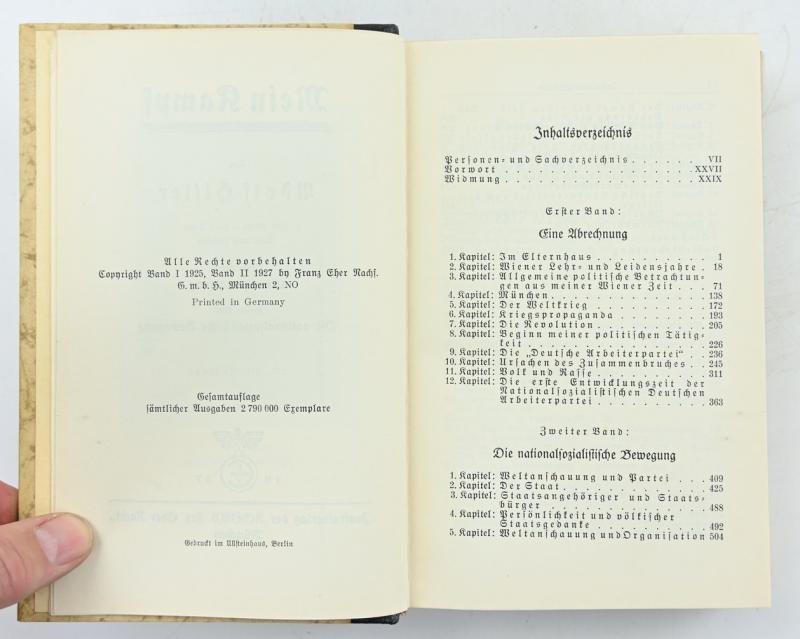 Alle Rechte vorbehalten
Copyright Band I 1925, Band II 1927 by Franz Eher Nachf.
G. m. b. H., München 2, NO
Printed in Germany
Gesamtauflage
sämtlicher Ausgaben 2 790 000 Exemplare
Gedruckt im Ullsteinhaus, Berlin
Inhaltsverzeichnis
Personen- und Sachverzeichnis . . . . . . VII
Vorwort . . . . . . . . . . . . . . . . XXVII
Widmung . . . . . . . . . . . . . . . . XXIX
Erster Band:
Eine Abrechnung
1. Kapitel: Im Elternhaus . . . . . . . . . . 1
2. Kapitel: Wiener Lehr- und Leidensjahre . 18
3. Kapitel: Allgemeine politische Betrachtun-
gen aus meiner Wiener Zeit . . 71
4. Kapitel: München . . . . . . . . . . . . 138
5. Kapitel: Der Weltkrieg . . . . . . . . . 172
6. Kapitel: Kriegspropaganda . . . . . . . 193
7. Kapitel: Die Revolution . . . . . . . . . 205
8. Kapitel: Beginn meiner politischen Tätig-
keit . . . . . . . . . . . . . . 226
9. Kapitel: Die „Deutsche Arbeiterpartei“ . . 236
10. Kapitel: Ursachen des Zusammenbruches . . 245
11. Kapitel: Volk und Rasse . . . . . . . . 311
12. Kapitel: Die erste Entwicklungszeit der
Nationalsozialistischen Deutschen
Arbeiterpartei . . . . . . . . . 363
Zweiter Band:
Die nationalsozialistische Bewegung
1. Kapitel: Weltanschauung und Partei . . . 409
2. Kapitel: Der Staat . . . . . . . . . . . 425
3. Kapitel: Staatsangehöriger und Staats-
bürger . . . . . . . . . . . . . 488
4. Kapitel: Persönlichkeit und völkischer
Staatsgedanke . . . . . . . . . 492
5. Kapitel: Weltanschauung und Organisation 504